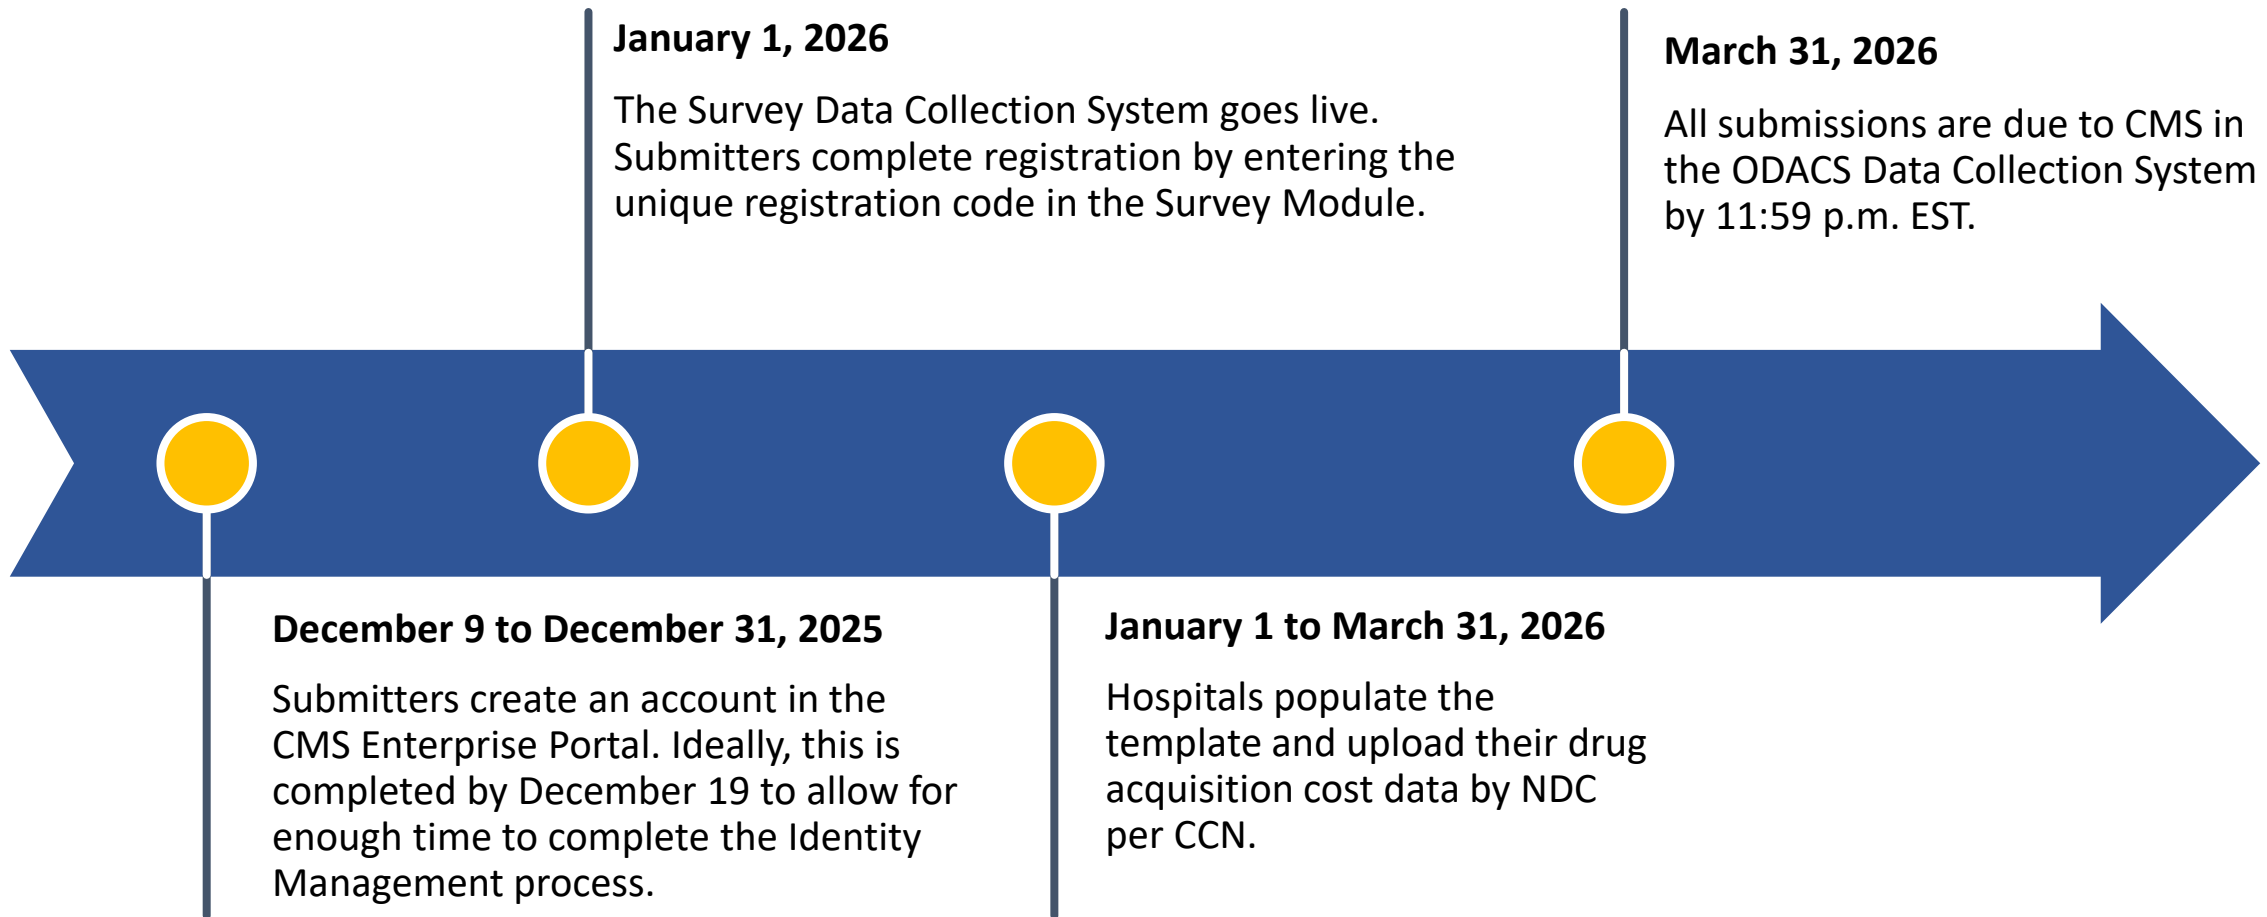 January 1, 2026
The Survey Data Collection System goes live.
Submitters complete registration by entering the
unique registration code in the Survey Module.
March 31, 2026
All submissions are due to CMS in
the ODACS Data Collection System
by 11:59 p.m. EST.
December 9 to December 31, 2025
Submitters create an account in the
CMS Enterprise Portal. Ideally, this is
completed by December 19 to allow for
enough time to complete the Identity
Management process.
January 1 to March 31, 2026
Hospitals populate the
template and upload their drug
acquisition cost data by NDC
per CCN.